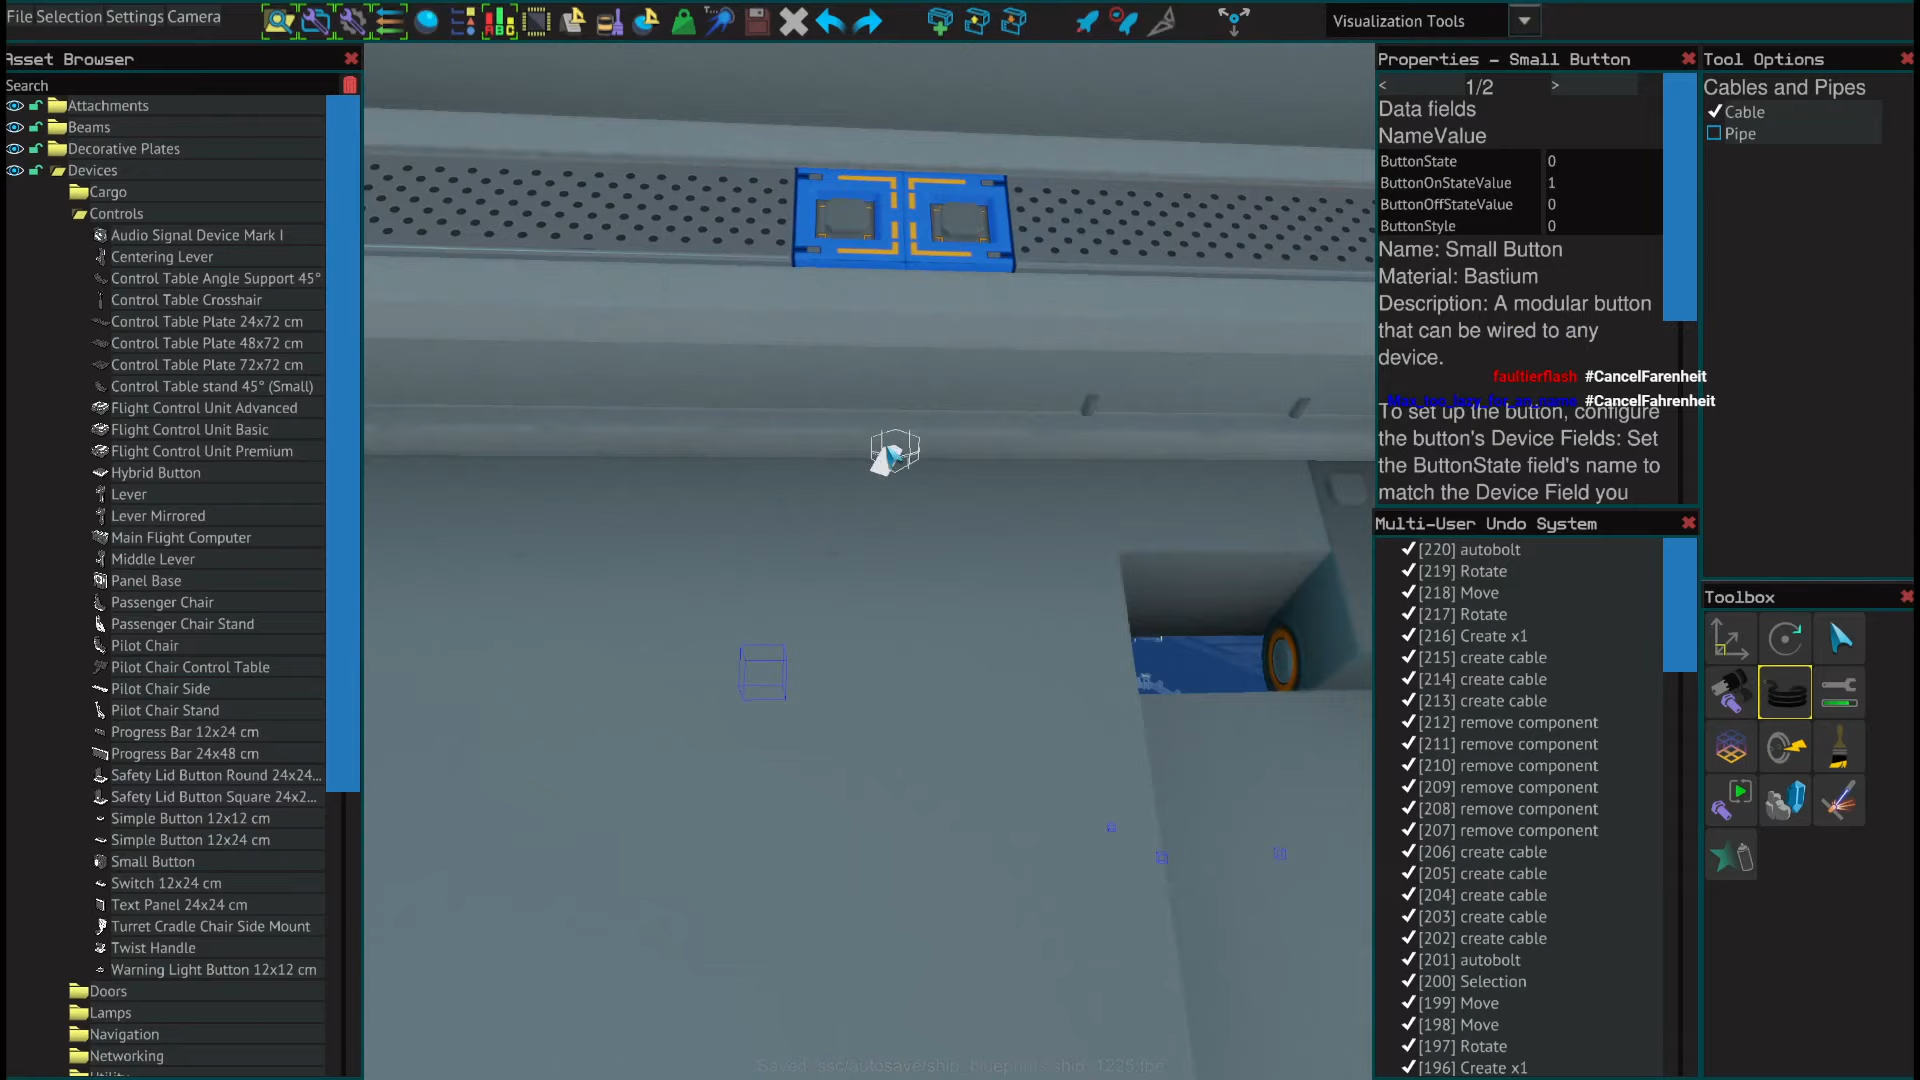 File Selection Settings Camera
Visualization Tools
Asset Browser
Search
Attachments
Beams
Decorative Plates
Devices
Cargo
Controls
Audio Signal Device Mark I
Centering Lever
Control Table Angle Support 45°
Control Table Crosshair
Control Table Plate 24x72 cm
Control Table Plate 48x72 cm
Control Table Plate 72x72 cm
Control Table stand 45° (Small)
Flight Control Unit Advanced
Flight Control Unit Basic
Flight Control Unit Premium
Hybrid Button
Lever
Lever Mirrored
Main Flight Computer
Middle Lever
Panel Base
Passenger Chair
Passenger Chair Stand
Pilot Chair
Pilot Chair Control Table
Pilot Chair Side
Pilot Chair Stand
Progress Bar 12x24 cm
Progress Bar 24x48 cm
Safety Lid Button Round 24x24...
Safety Lid Button Square 24x2...
Simple Button 12x12 cm
Simple Button 12x24 cm
Small Button
Switch 12x24 cm
Text Panel 24x24 cm
Turret Cradle Chair Side Mount
Twist Handle
Warning Light Button 12x12 cm
Doors
Lamps
Navigation
Networking
Saved ssc/autosave/ship_blueprints/ship_1225.fbe
Properties - Small Button
< 1/2 >
Data fields
NameValue
ButtonState 0
ButtonOnStateValue 1
ButtonOffStateValue 0
ButtonStyle 0
Name: Small Button
Material: Bastium
Description: A modular button
that can be wired to any
device.
faultierflash #CancelFarenheit
#CancelFahrenheit
To set up the button, configure
the button's Device Fields: Set
the ButtonState field's name to
match the Device Field you
Multi-User Undo System
[220] autobolt
[219] Rotate
[218] Move
[217] Rotate
[216] Create x1
[215] create cable
[214] create cable
[213] create cable
[212] remove component
[211] remove component
[210] remove component
[209] remove component
[208] remove component
[207] remove component
[206] create cable
[205] create cable
[204] create cable
[203] create cable
[202] create cable
[201] autobolt
[200] Selection
[199] Move
[198] Move
[197] Rotate
[196] Create x1
Tool Options
Cables and Pipes
Cable
Pipe
Toolbox